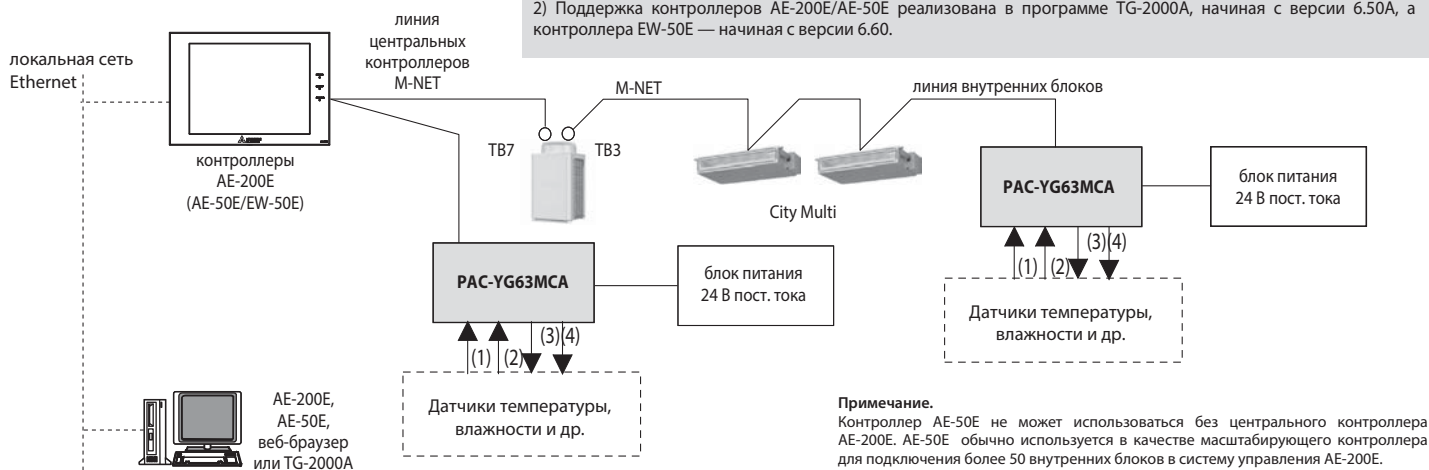 2) Поддержка контроллеров AE-200E/AE-50E реализована в программе TG-2000A, начиная с версии 6.50A, а
контроллера EW-50E — начиная с версии 6.60.
локальная сеть
Ethernet
линия
центральных
контроллеров
M-NET
M-NET
линия внутренних блоков
TB7
TB3
контроллеры
AE-200E
(AE-50E/EW-50E)
City Multi
PAC-YG63MCA
блок питания
24 В пост. тока
(1)
(2)
(3)
(4)
Датчики температуры,
влажности и др.
PAC-YG63MCA
блок питания
24 В пост. тока
(1)
(2)
(3)
(4)
Датчики температуры,
влажности и др.
AE-200E,
AE-50E,
веб-браузер
или TG-2000A
Примечание.
Контроллер AE-50E не может использоваться без центрального контроллера
AE-200E. AE-50E обычно используется в качестве масштабирующего контроллера
для подключения более 50 внутренних блоков в систему управления AE-200E.